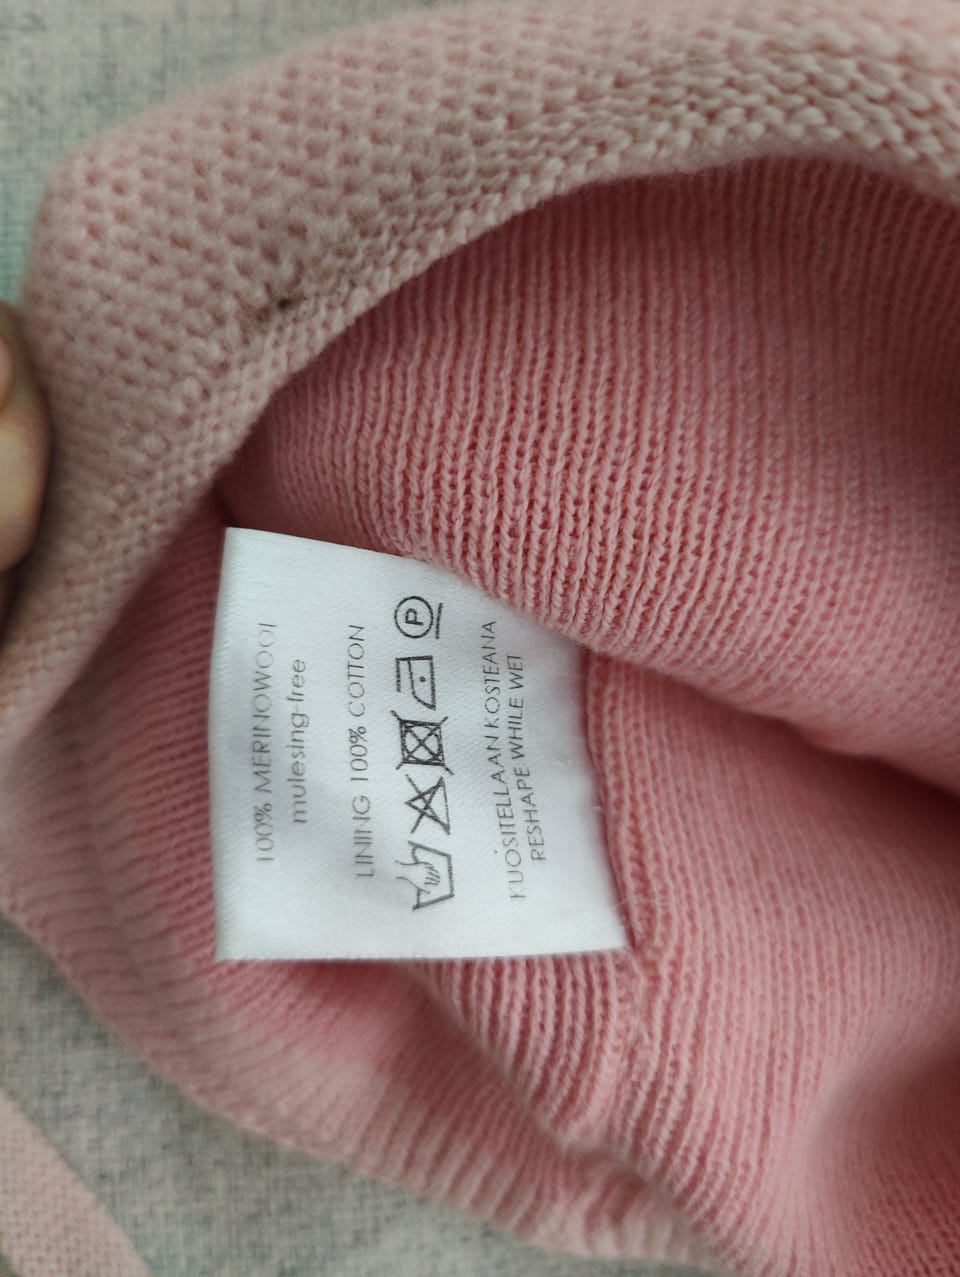 100% MERINOWOOL
mulesing-free
LINING 100% COTTON
P
KUOSITELLAAN KOSTEANA
RESHAPE WHILE WET